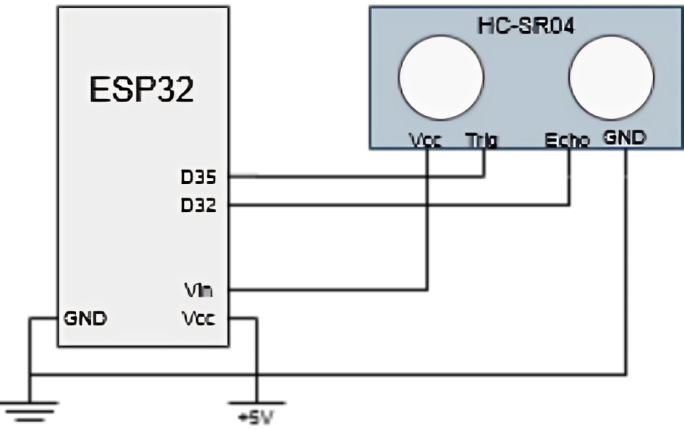 HC-SR04
ESP32
Vcc Trig Echo GND
D35
D32
Vin
GND Vcc
+5V